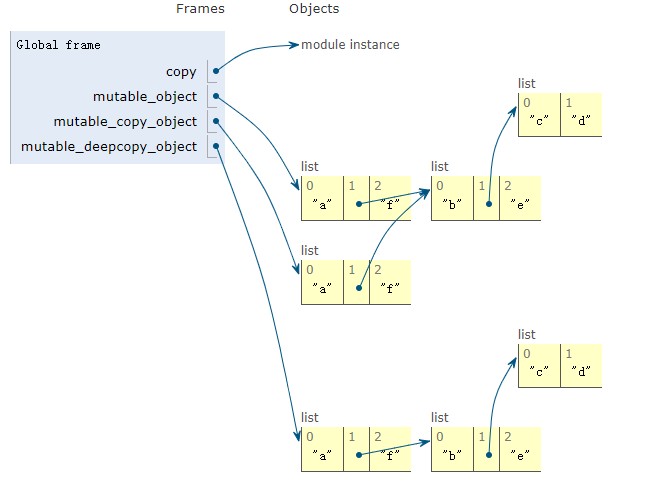 Frames Objects
Global frame
copy
module instance
mutable_object
mutable_copy_object
mutable_deepcopy_object
list
0 1
"c" "d"
list list
0 1 2 0 1 2
"a" "f" "b" "e"
list
0 1 2
"a" "f"
list
0 1
"c" "d"
list list
0 1 2 0 1 2
"a" "f" "b" "e"